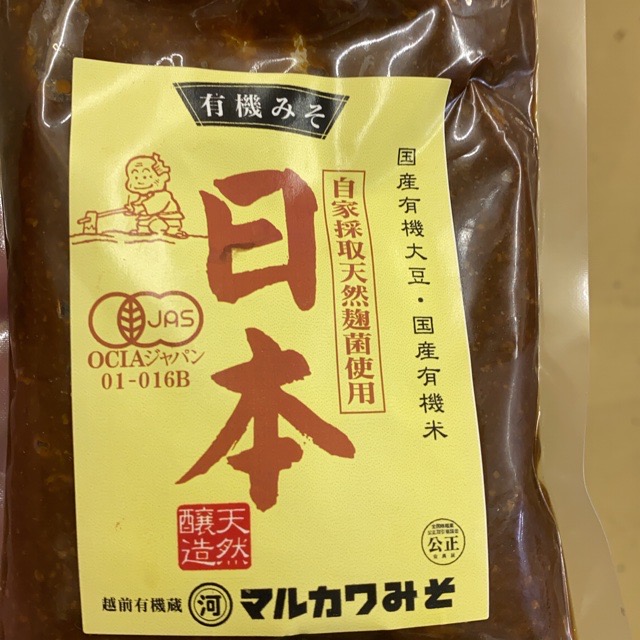 有機みそ
国産有機大豆・国産有機米
自家採取天然麹菌使用
日本
JAS
OCIAジャパン
01-016B
天然
醸造
公正
越前有機蔵
河
マルカワみそ